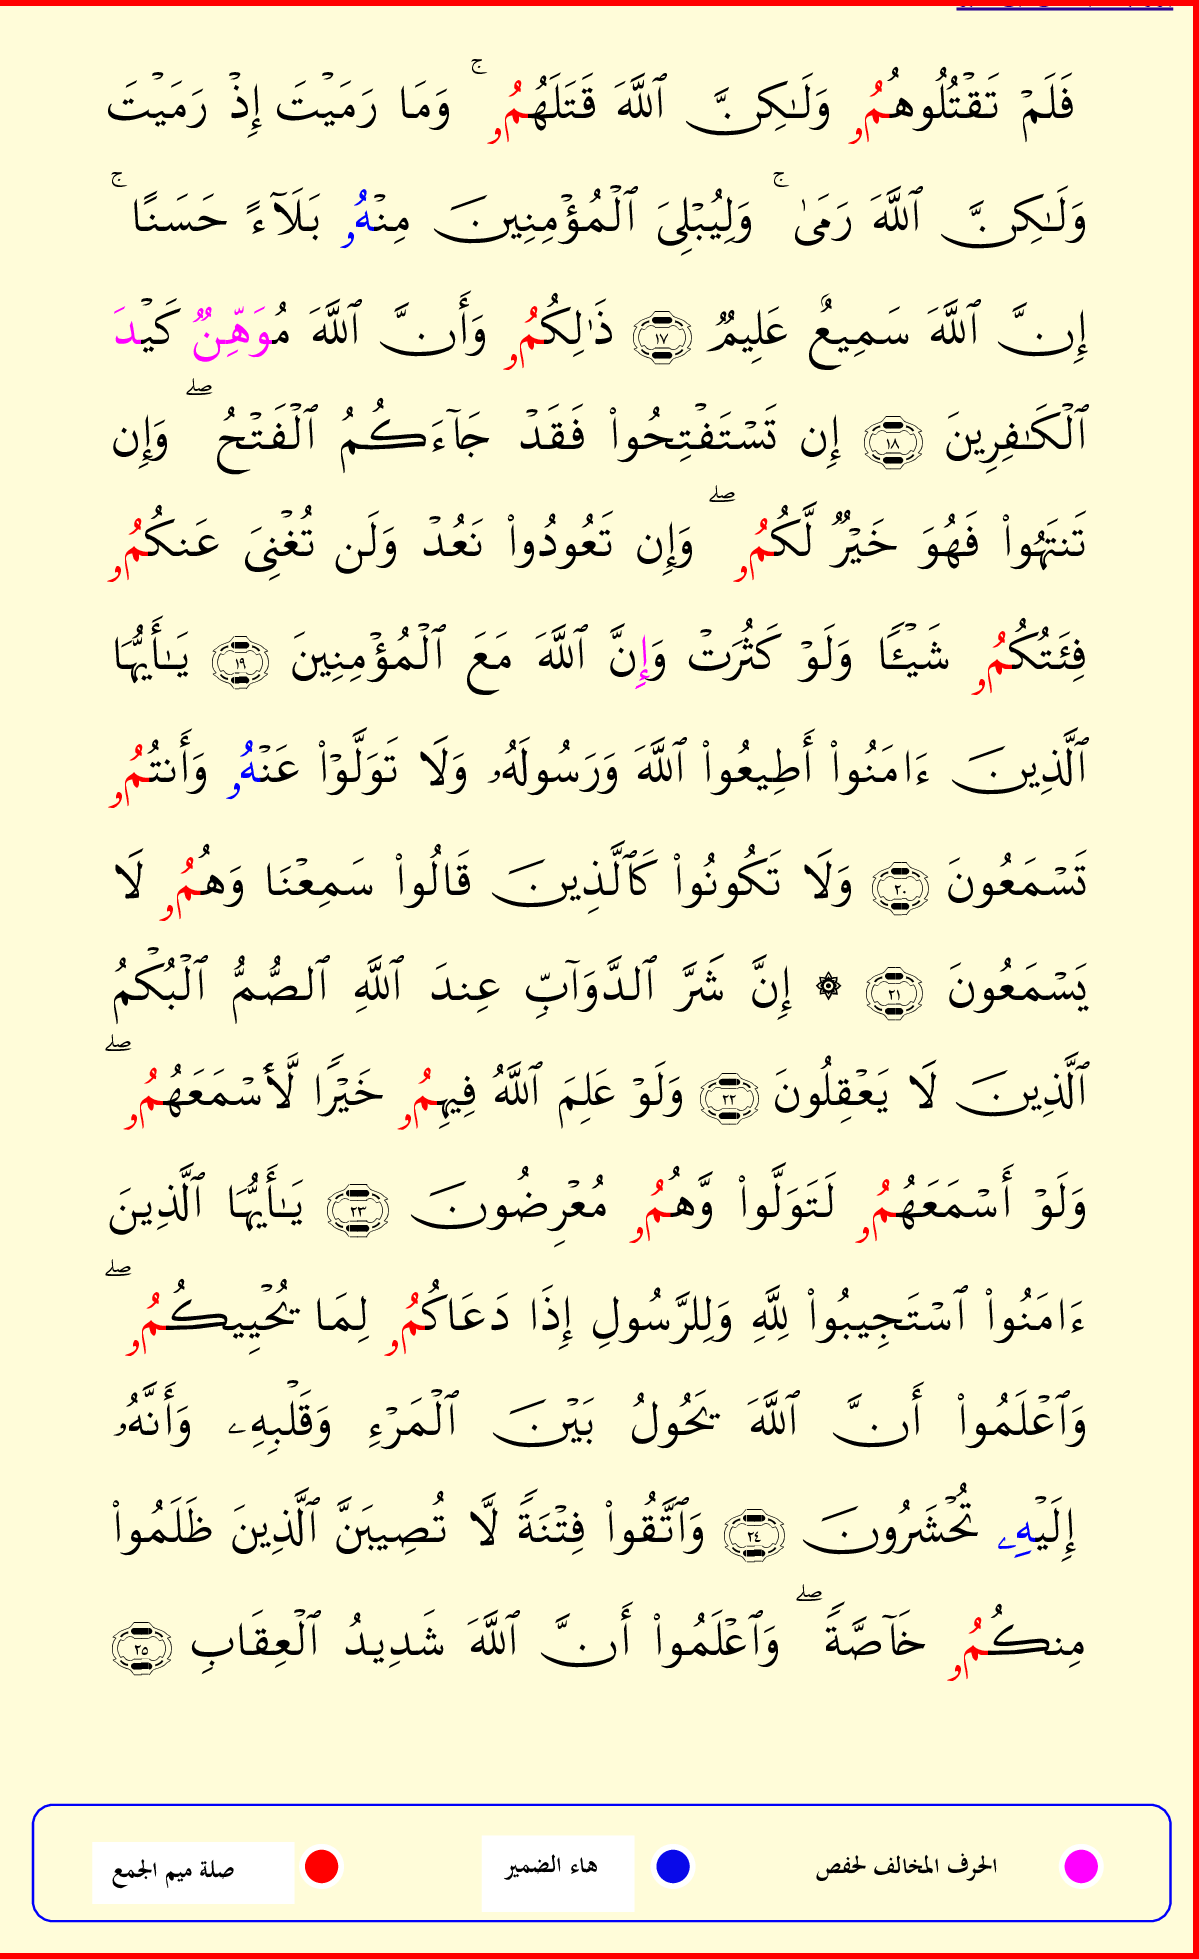 فَلَمۡ تَقۡتُلُوهُمُۥ وَلَـٰكِنَّ ٱللَّهَ قَتَلَهُمُۥ ۚ وَمَا رَمَيۡتَ إِذۡ رَمَيۡتَ
وَلَـٰكِنَّ ٱللَّهَ رَمَىٰ ۚ وَلِيُبۡلِىَ ٱلۡمُؤۡمِنِينَ مِنۡهُۥ بَلَآءً حَسَنًا ۚ
إِنَّ ٱللَّهَ سَمِيعٌ عَلِيمٌ ١٧ ذَٰلِكُمُۥ وَأَنَّ ٱللَّهَ مُوَهِّنٌ كَيۡدَ
ٱلۡكَـٰفِرِينَ ١٨ إِن تَسۡتَفۡتِحُوا۟ فَقَدۡ جَآءَكُمُ ٱلۡفَتۡحُ ۖ وَإِن
تَنتَهُوا۟ فَهُوَ خَيۡرٌ لَّكُمُۥ ۖ وَإِن تَعُودُوا۟ نَعُدۡ وَلَن تُغۡنِىَ عَنكُمُۥ
فِئَتُكُمُۥ شَيۡـًٔا وَلَوۡ كَثُرَتۡ وَإِنَّ ٱللَّهَ مَعَ ٱلۡمُؤۡمِنِينَ ١٩ يَـٰٓأَيُّهَا
ٱلَّذِينَ ءَامَنُوا۟ أَطِيعُوا۟ ٱللَّهَ وَرَسُولَهُۥ وَلَا تَوَلَّوۡا۟ عَنۡهُۥ وَأَنتُمُۥ
تَسۡمَعُونَ ٢٠ وَلَا تَكُونُوا۟ كَٱلَّذِينَ قَالُوا۟ سَمِعۡنَا وَهُمُۥ لَا
يَسۡمَعُونَ ٢١ ۞ إِنَّ شَرَّ ٱلدَّوَآبِّ عِندَ ٱللَّهِ ٱلصُّمُّ ٱلۡبُكۡمُ
ٱلَّذِينَ لَا يَعۡقِلُونَ ٢٢ وَلَوۡ عَلِمَ ٱللَّهُ فِيهِمُۥ خَيۡرًا لَّأَسۡمَعَهُمُۥ ۖ
وَلَوۡ أَسۡمَعَهُمُۥ لَتَوَلَّوا۟ وَّهُمُۥ مُعۡرِضُونَ ٢٣ يَـٰٓأَيُّهَا ٱلَّذِينَ
ءَامَنُوا۟ ٱسۡتَجِيبُوا۟ لِلَّهِ وَلِلرَّسُولِ إِذَا دَعَاكُمُۥ لِمَا يُحۡيِيكُمُۥ ۖ
وَٱعۡلَمُوا۟ أَنَّ ٱللَّهَ يَحُولُ بَيۡنَ ٱلۡمَرۡءِ وَقَلۡبِهِۦ وَأَنَّهُۥ
إِلَيۡهِۦ تُحۡشَرُونَ ٢٤ وَٱتَّقُوا۟ فِتۡنَةً لَّا تُصِيبَنَّ ٱلَّذِينَ ظَلَمُوا۟
مِنكُمُۥ خَآصَّةً ۖ وَٱعۡلَمُوا۟ أَنَّ ٱللَّهَ شَدِيدُ ٱلۡعِقَابِ ٢٥
الحرف المخالف لحفص هاء الضمير صلة ميم الجمع